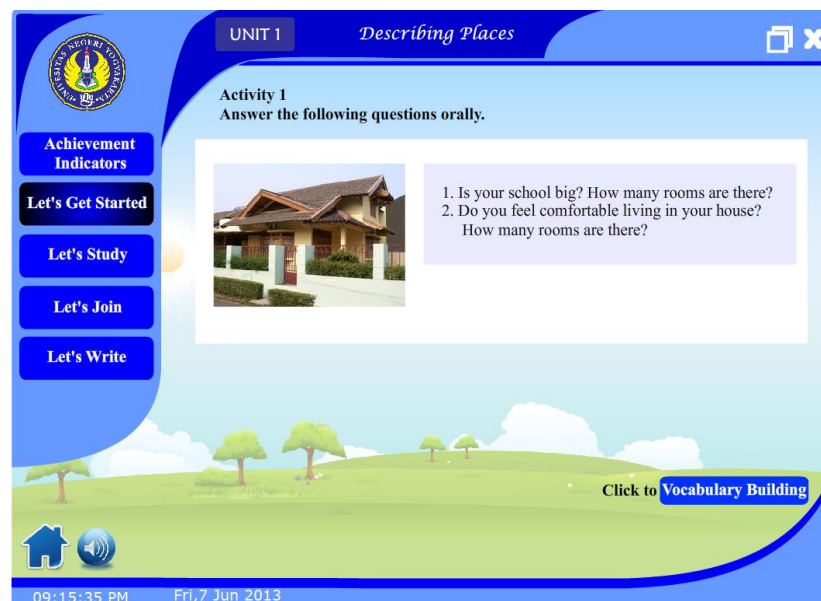 UNIT 1
Describing Places
UNIVERSITAS NEGERI YOGYAKARTA
Activity 1
Answer the following questions orally.
Achievement
Indicators
Let's Get Started
Let's Study
Let's Join
Let's Write
1. Is your school big? How many rooms are there?
2. Do you feel comfortable living in your house?
How many rooms are there?
Click to Vocabulary Building
09:15:35 PM
Fri,7 Jun 2013